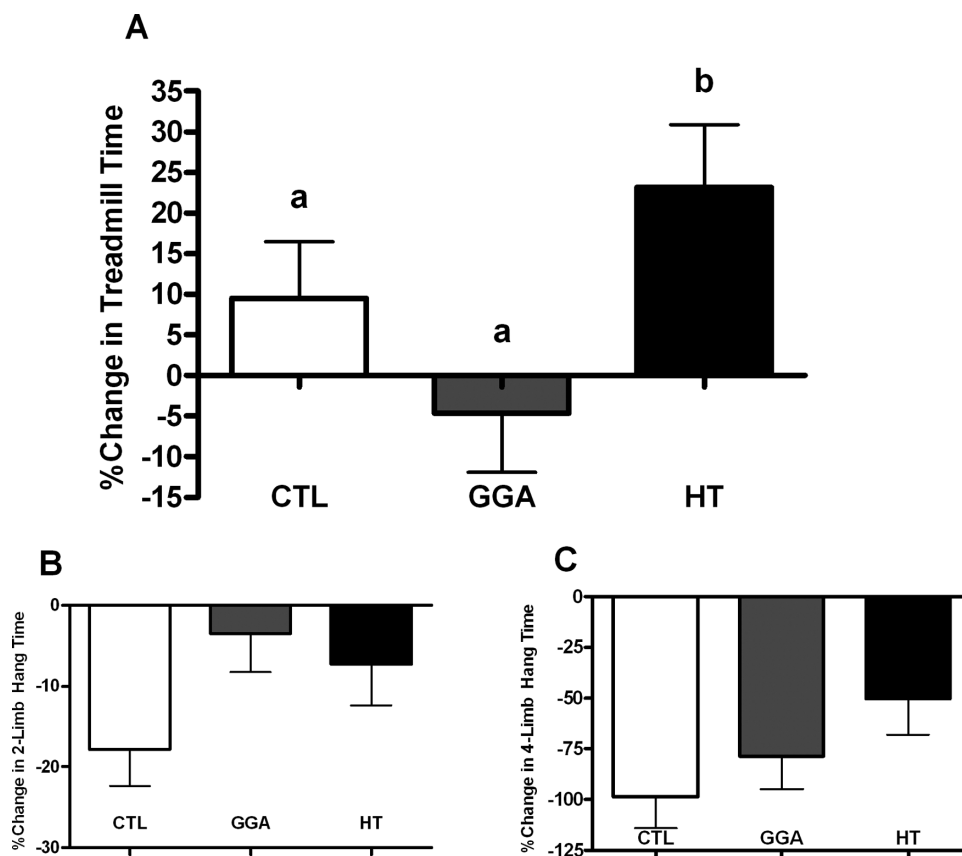 A
%Change in Treadmill Time
35
30
25
20
15
10
5
0
-5
-10
-15
a
a
b
CTL GGA HT
B
%Change in 2-Limb Hang Time
0
-10
-20
-30
CTL GGA HT
C
%Change in 4-Limb Hang Time
0
-25
-50
-75
-100
-125
CTL GGA HT